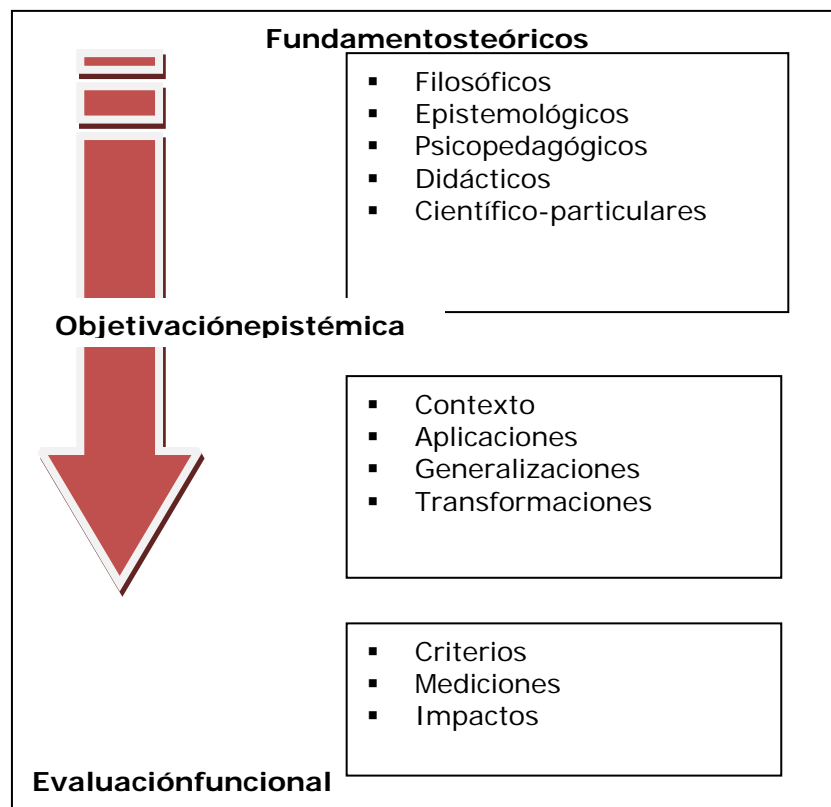 Fundamentosteóricos
▪ Filosóficos
▪ Epistemológicos
▪ Psicopedagógicos
▪ Didácticos
▪ Científico-particulares
Objetivaciónepistémica
▪ Contexto
▪ Aplicaciones
▪ Generalizaciones
▪ Transformaciones
▪ Criterios
▪ Mediciones
▪ Impactos
Evaluaciónfuncional